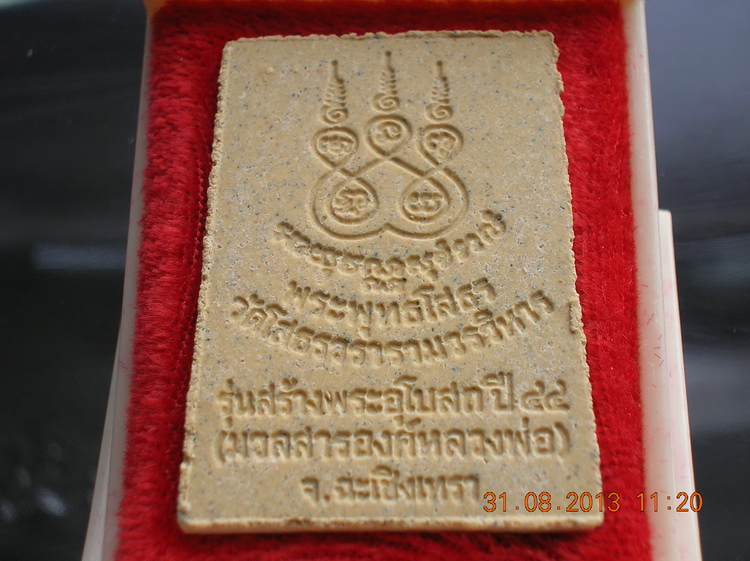 พระพุทธโสธร
วัดโสธรวรารามวรวิหาร
รุ่นสร้างพระอุโบสถ ปี ๔๔
(มวลสารองค์หลวงพ่อ)
จ.ฉะเชิงเทรา
31.08.2013 11:20